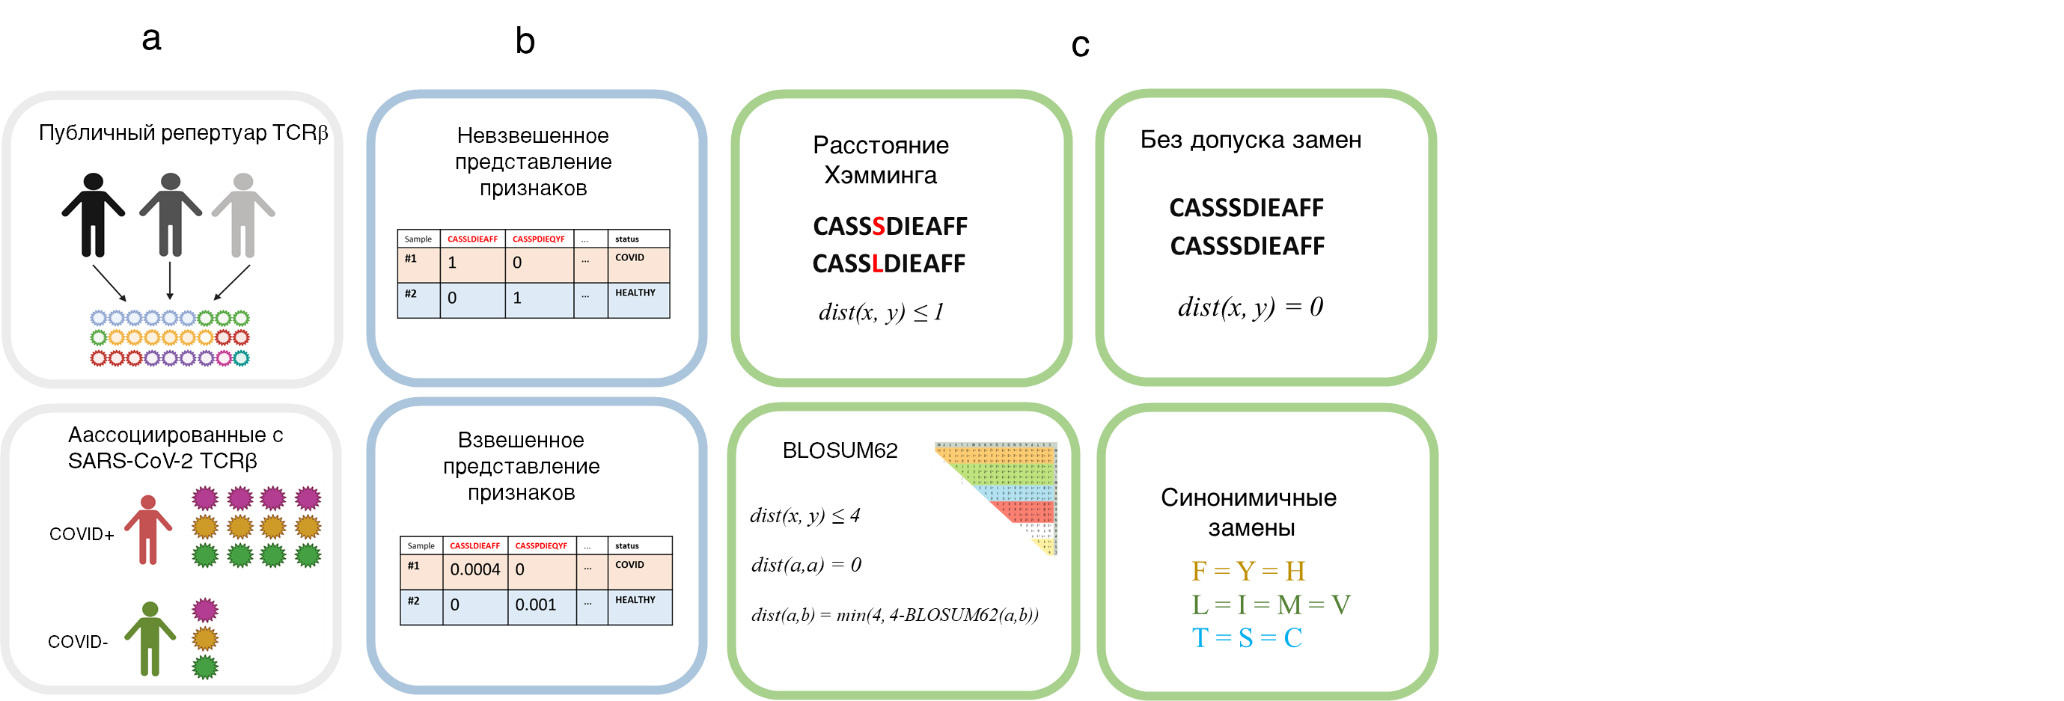 a
b
c
Публичный репертуар TCRβ
Аассоциированные с
SARS-CoV-2 TCRβ
COVID+
COVID-
Невзвешенное
представление
признаков
Sample CASSLDIEAFF CASSPDIEQYF ... status
#1 1 0 ... COVID
#2 0 1 ... HEALTHY
Взвешенное
представление
признаков
Sample CASSLDIEAFF CASSPDIEQYF ... status
#1 0.0004 0 ... COVID
#2 0 0.001 ... HEALTHY
Расстояние
Хэмминга
CASSSDIEAFF
CASSLDIEAFF
dist(x, y) ≤ 1
Без допуска замен
CASSSDIEAFF
CASSSDIEAFF
dist(x, y) = 0
BLOSUM62
dist(x, y) ≤ 4
dist(a,a) = 0
dist(a,b) = min(4, 4-BLOSUM62(a,b))
Синонимичные
замены
F = Y = H
L = I = M = V
T = S = C